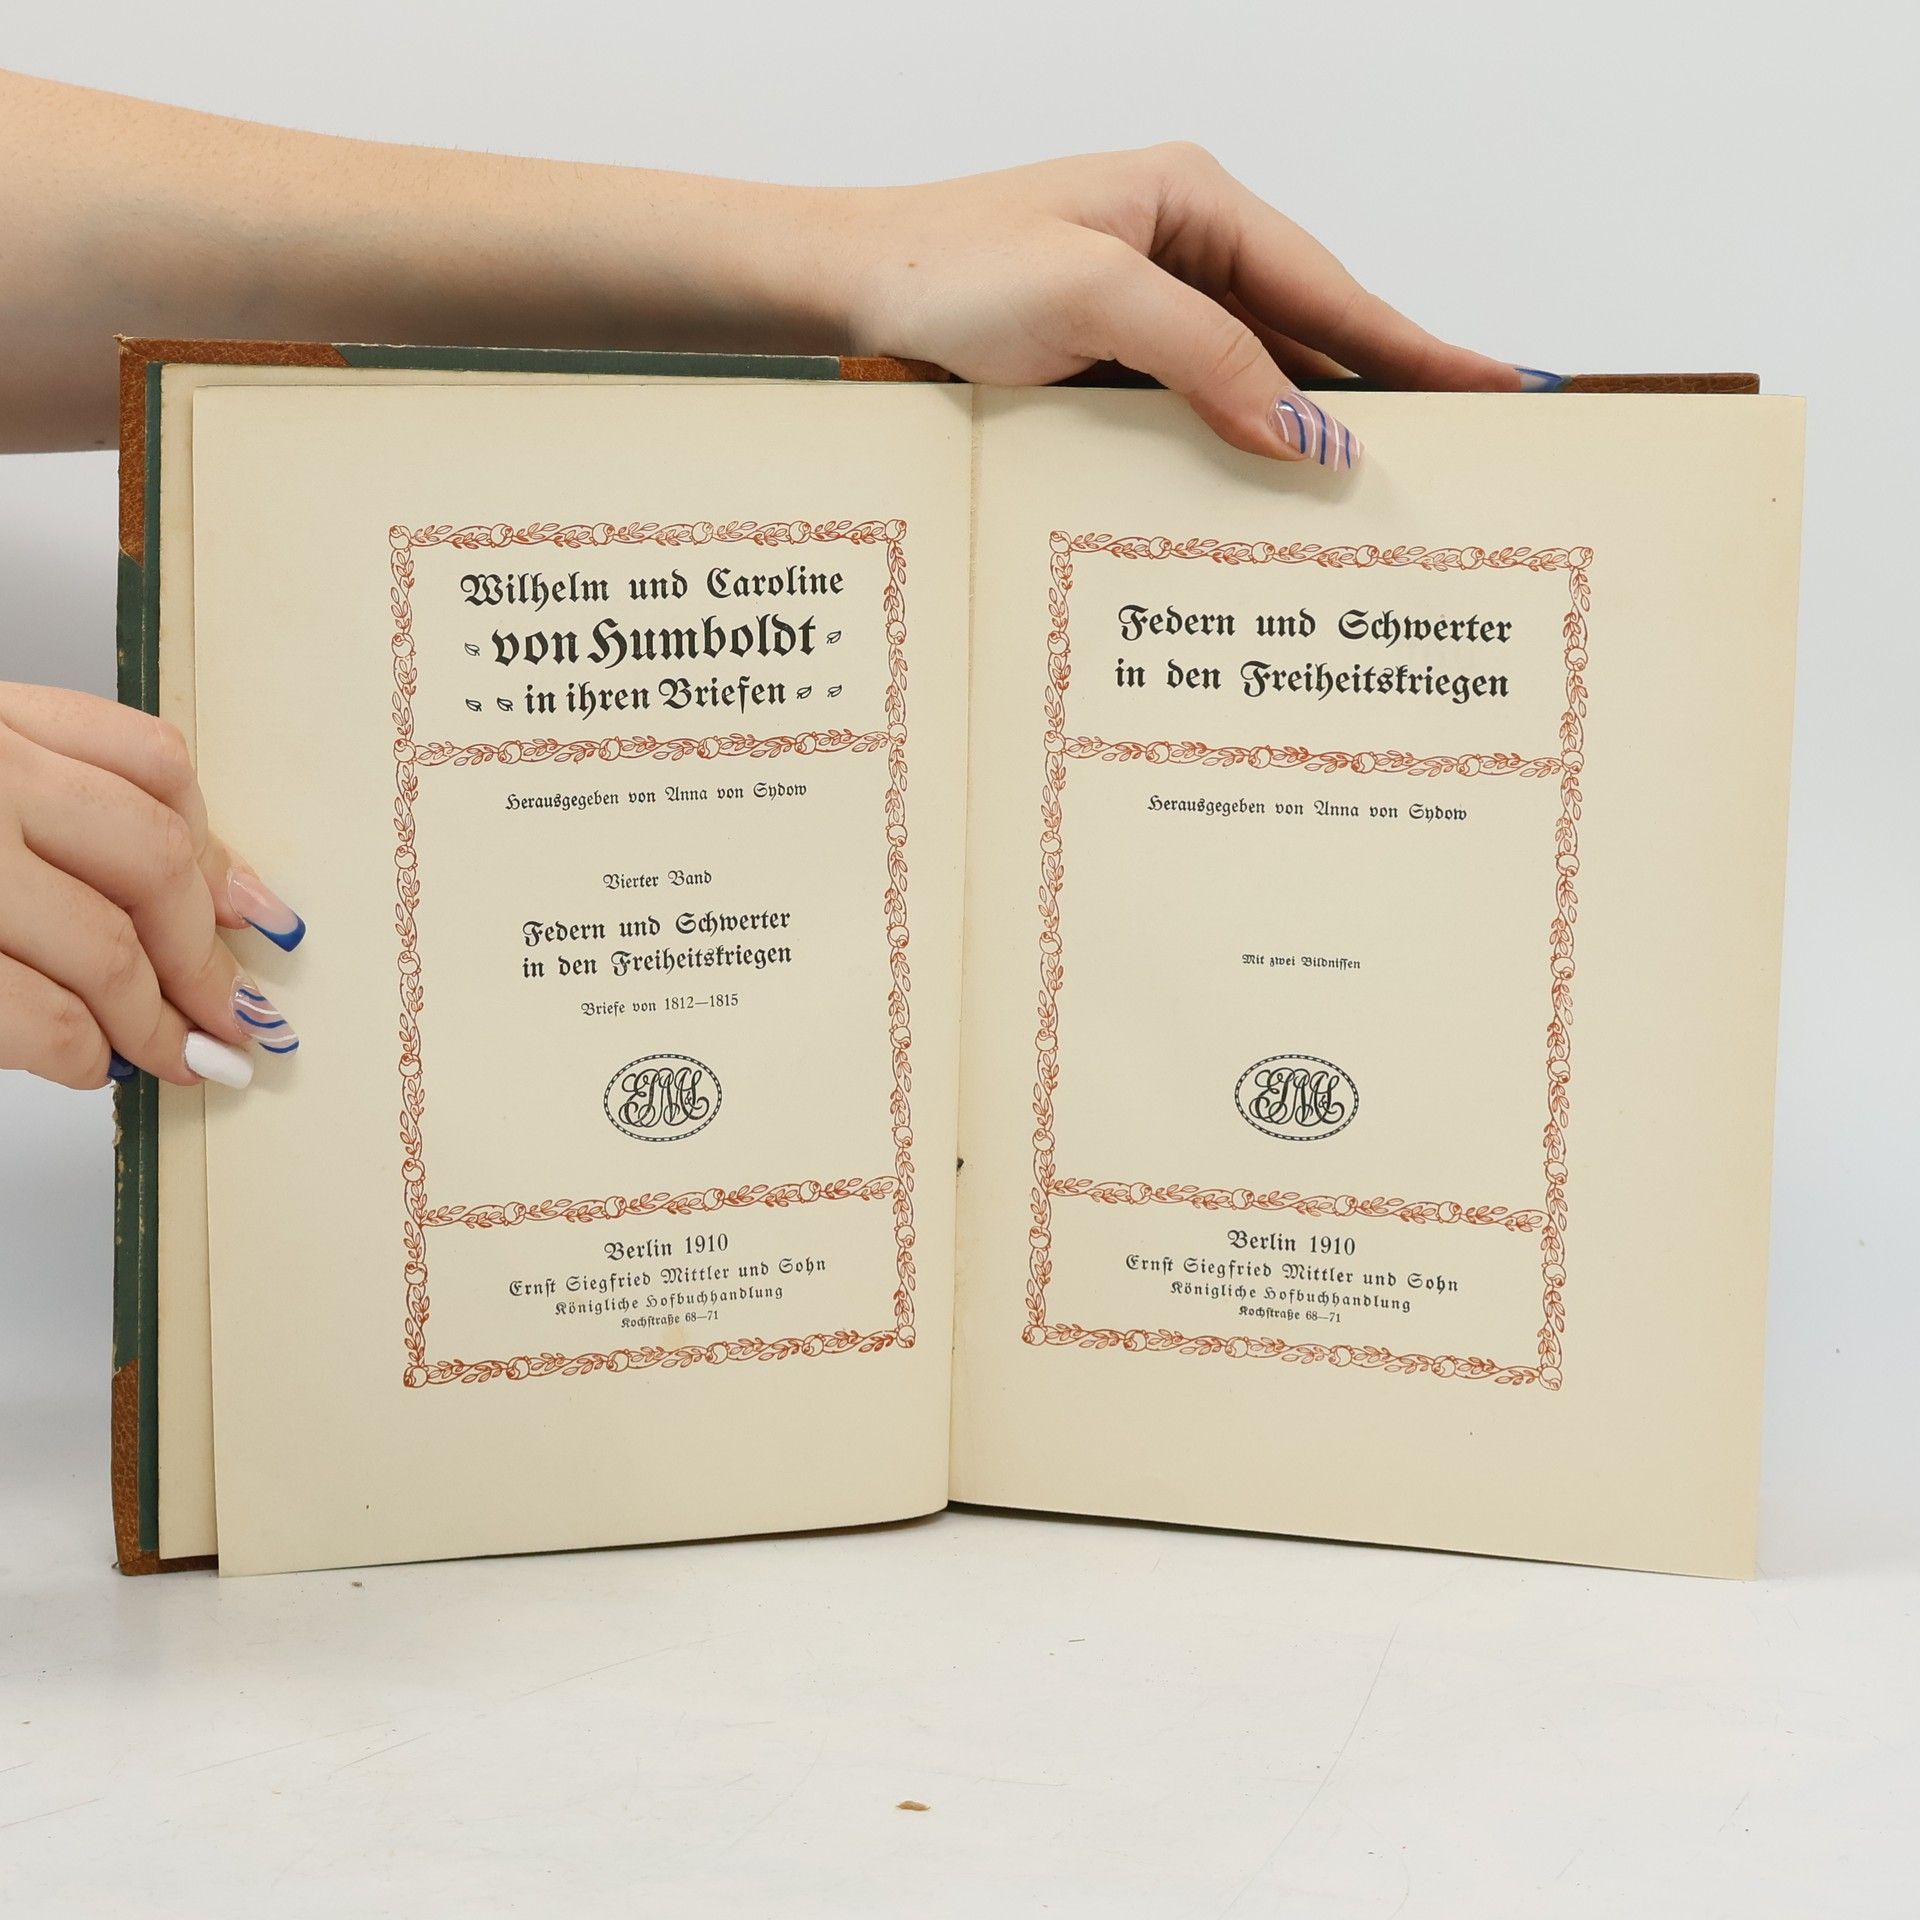 Wilhelm und Caroline
von Humboldt
in ihren Briefen
Herausgegeben von Anna von Sydow
Vierter Band
Federn und Schwerter
in den Freiheitskriegen
Briefe von 1812—1815
Berlin 1910
Ernst Siegfried Mittler und Sohn
Königliche Hofbuchhandlung
Kochstraße 68—71
Federn und Schwerter
in den Freiheitskriegen
Herausgegeben von Anna von Sydow
Mit zwei Bildnissen
Berlin 1910
Ernst Siegfried Mittler und Sohn
Königliche Hofbuchhandlung
Kochstraße 68—71